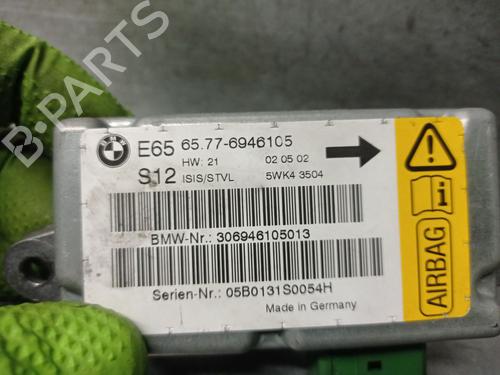 BMW
E65 65.77-6946105
HW: 21 02 05 02
S12 ISIS/STVL 5WK4 3504
BMW-Nr.: 306946105013
Serien-Nr.: 05B0131S0054H
Made in Germany
AIRBAG
B-PARTS